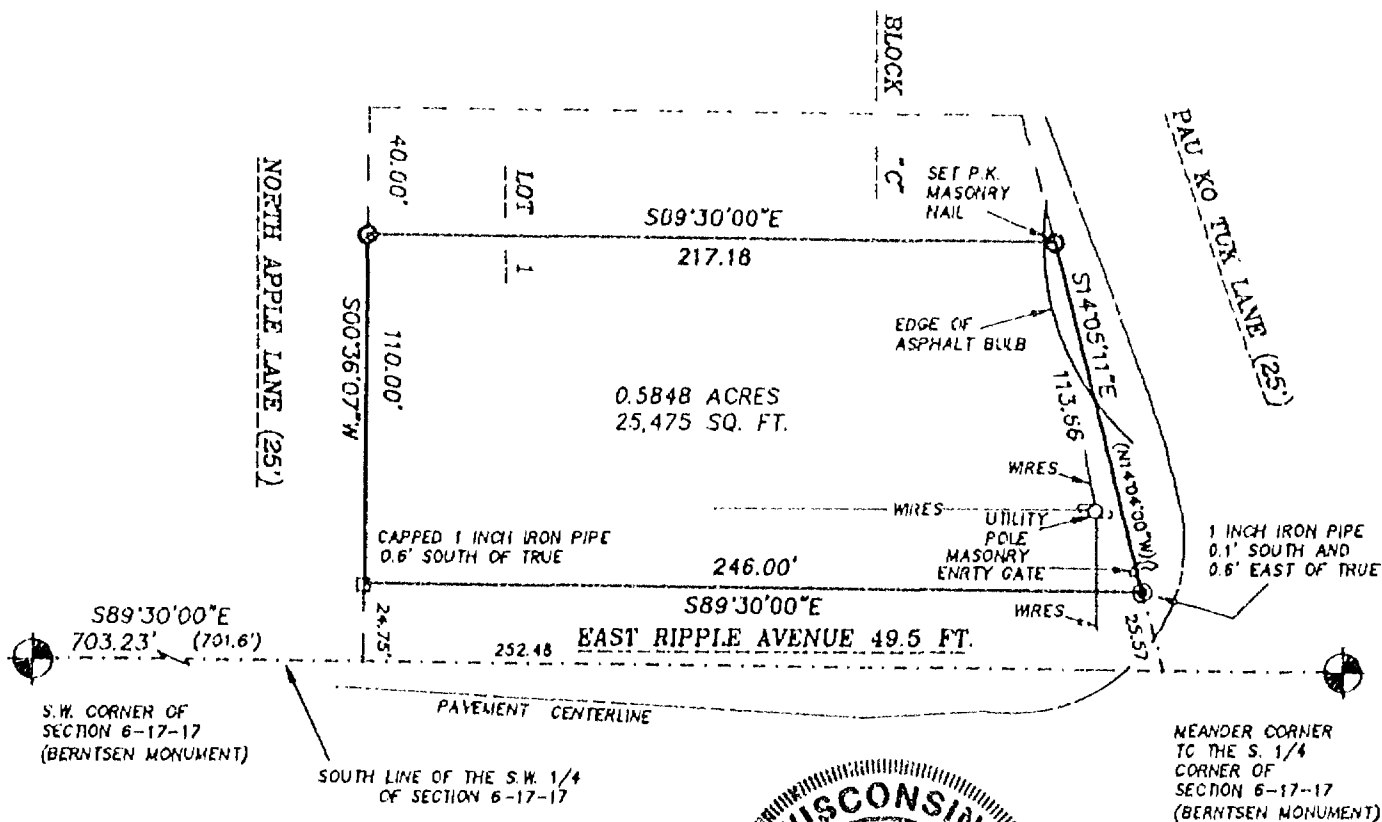 BLOCK "C"
PAU KO TUK LANE (25')
NORTH APPLE LANE (25')
40.00'
LOT 1
SET P.K.
MASONRY
NAIL
S89°30'00"E
217.18
S00°36'07"W
110.00'
EDGE OF
ASPHALT BULB
S14°05'11"E
113.66
(N14°04'00"W)
0.5848 ACRES
25,475 SQ. FT.
WIRES
WIRES
UTILITY
POLE
MASONRY
ENRTY GATE
CAPPED 1 INCH IRON PIPE
0.6' SOUTH OF TRUE
246.00'
S89°30'00"E
1 INCH IRON PIPE
0.1' SOUTH AND
0.6' EAST OF TRUE
WIRES
S89°30'00"E
703.23' (701.6')
24.75'
252.48
EAST RIPPLE AVENUE 49.5 FT.
25.57
PAVEMENT CENTERLINE
S.W. CORNER OF
SECTION 6-17-17
(BERNTSEN MONUMENT)
SOUTH LINE OF THE S.W. 1/4
OF SECTION 6-17-17
MEANDER CORNER
TO THE S. 1/4
CORNER OF
SECTION 6-17-17
(BERNTSEN MONUMENT)
WISCONSIN